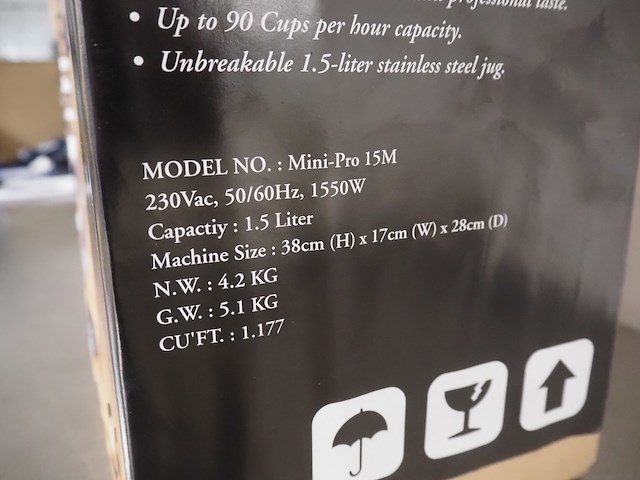 professional taste.
• Up to 90 Cups per hour capacity.
• Unbreakable 1.5-liter stainless steel jug.
MODEL NO. : Mini-Pro 15M
230Vac, 50/60Hz, 1550W
Capactiy : 1.5 Liter
Machine Size : 38cm (H) x 17cm (W) x 28cm (D)
N.W. : 4.2 KG
G.W. : 5.1 KG
CU'FT. : 1.177